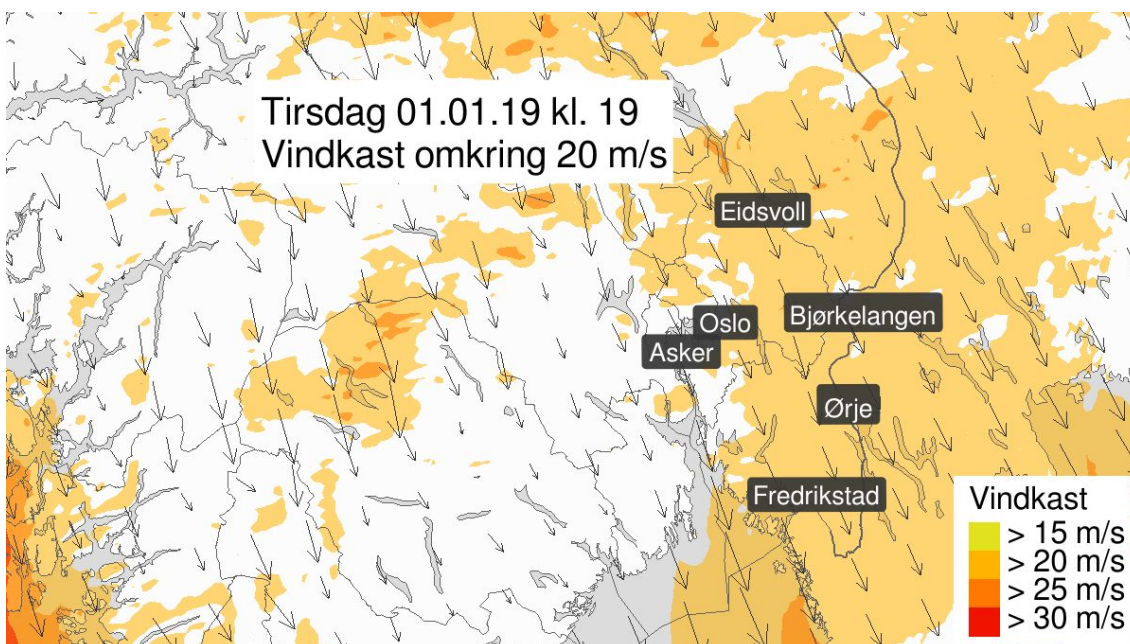 Tirsdag 01.01.19 kl. 19
Vindkast omkring 20 m/s
Eidsvoll
Bjørkelangen
Oslo
Asker
Ørje
Fredrikstad
Vindkast
> 15 m/s
> 20 m/s
> 25 m/s
> 30 m/s